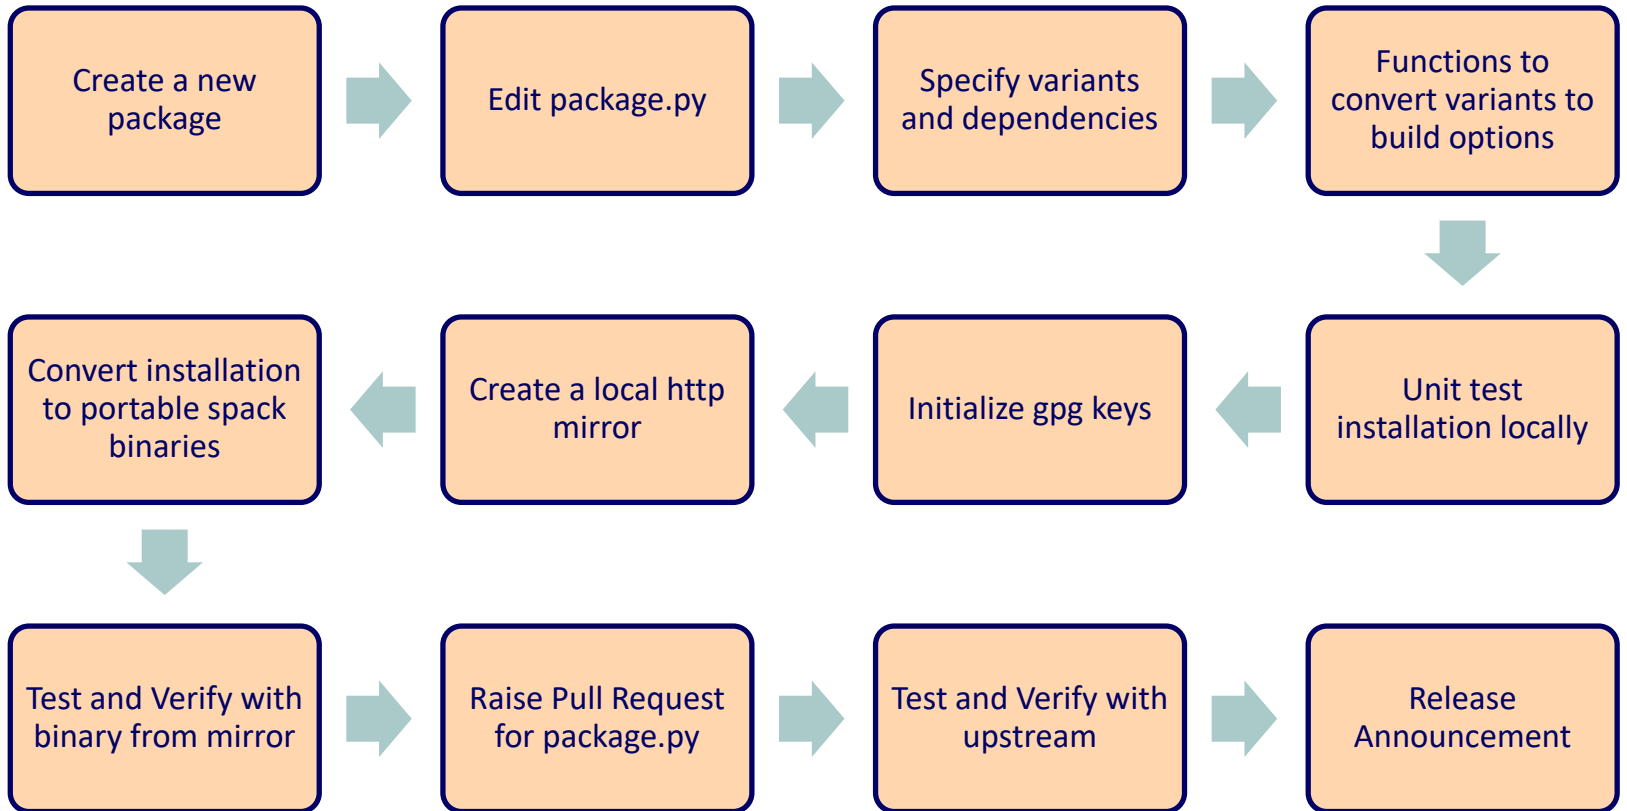 Create a new
package
Edit package.py
Specify variants
and dependencies
Functions to
convert variants to
build options
Unit test
installation locally
Initialize gpg keys
Create a local http
mirror
Convert installation
to portable spack
binaries
Test and Verify with
binary from mirror
Raise Pull Request
for package.py
Test and Verify with
upstream
Release
Announcement